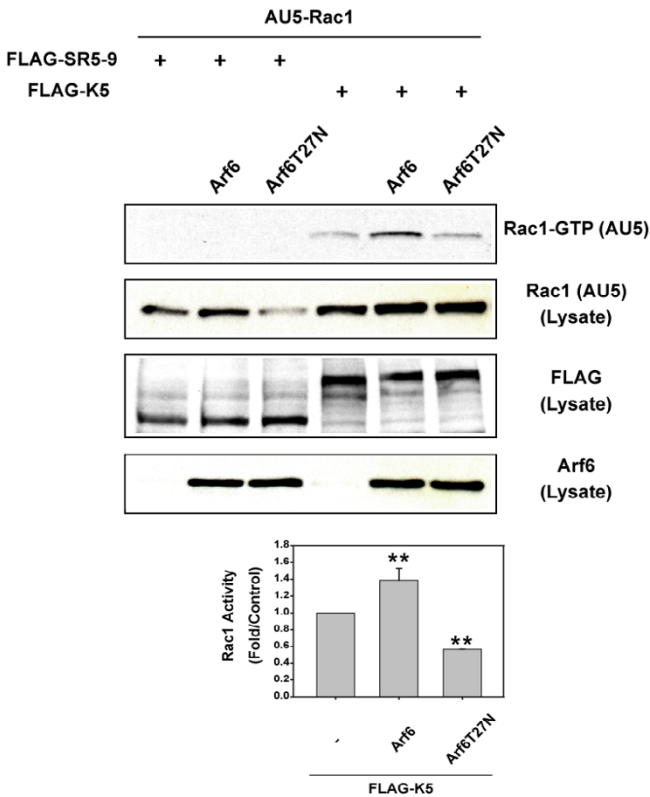 AU5-Rac1
FLAG-SR5-9 + + +
FLAG-K5 + + +
Arf6 Arf6T27N Arf6 Arf6T27N
Rac1-GTP (AU5)
Rac1 (AU5)
(Lysate)
FLAG
(Lysate)
Arf6
(Lysate)
Rac1 Activity
(Fold/Control)
1.8
1.6
1.4
1.2
1.0
0.8
0.6
0.4
0.2
0.0
**
**
- Arf6 Arf6T27N
FLAG-K5